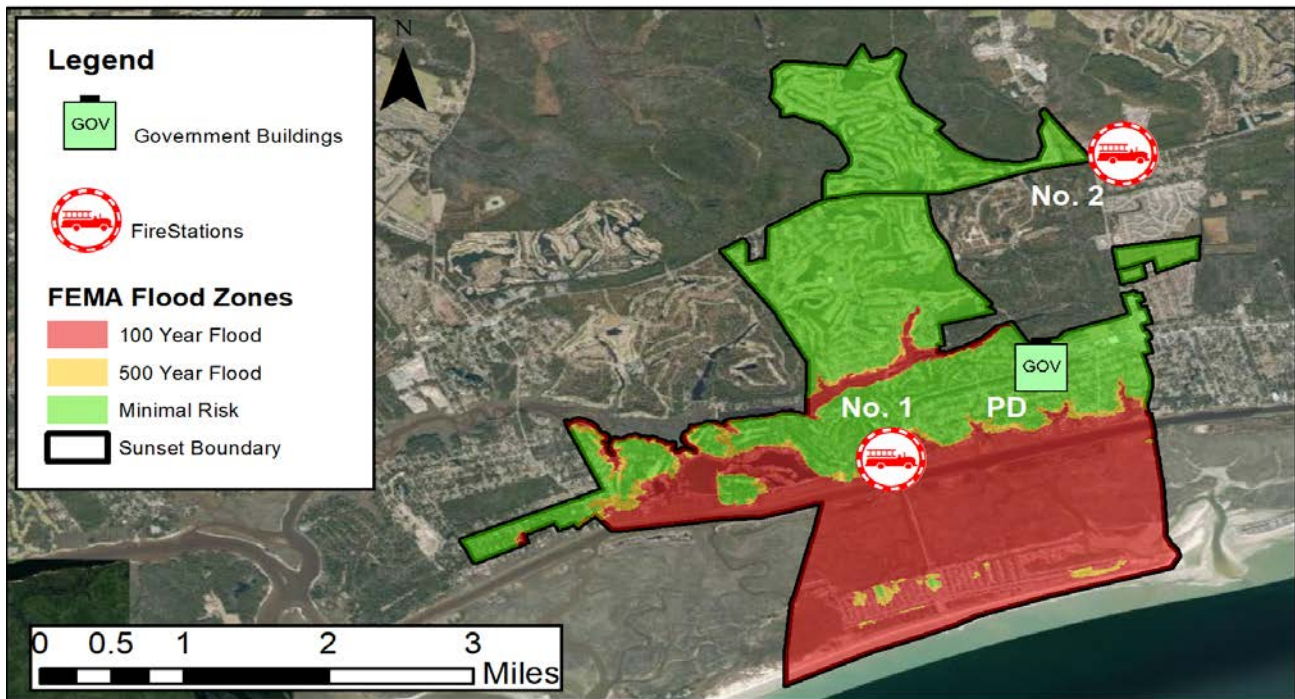 Legend
GOV
Government Buildings
FireStations
FEMA Flood Zones
100 Year Flood
500 Year Flood
Minimal Risk
Sunset Boundary
N
No. 2
GOV
No. 1
PD
0 0.5 1 2 3
Miles